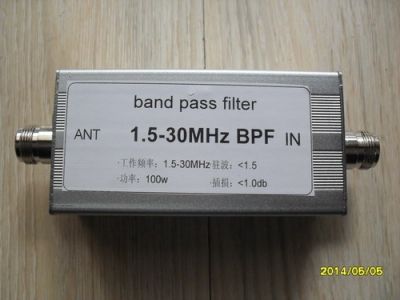 band pass filter
ANT 1.5-30MHz BPF IN
·工作频率: 1.5-30MHz 驻波: <1.5
·功率: 100w ·插损: <1.0db
2014/05/05